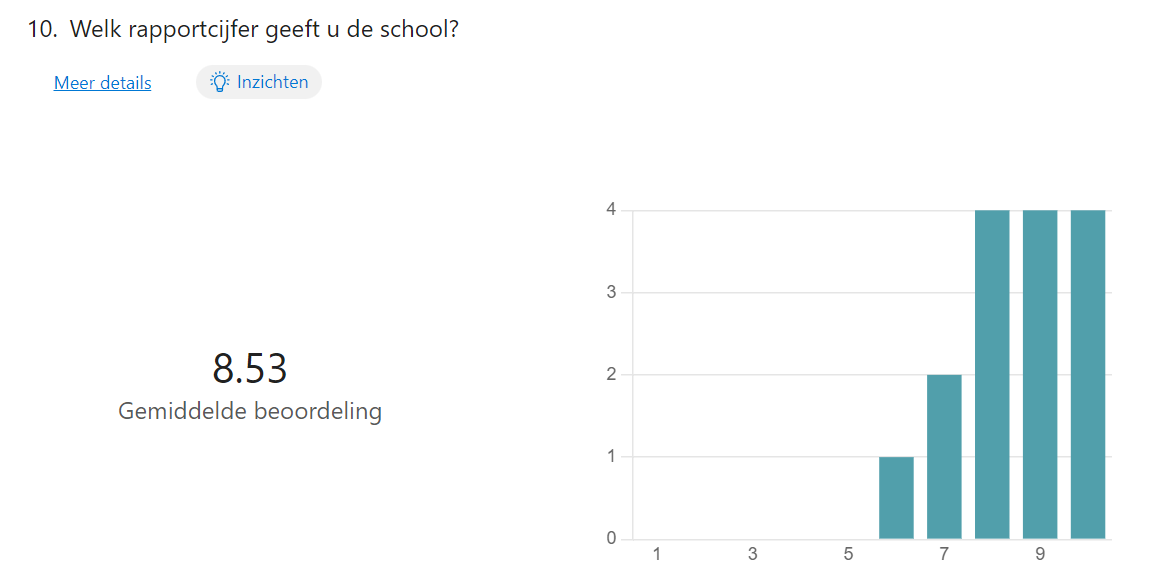 10. Welk rapportcijfer geeft u de school?
Meer details
Inzichten
8.53
Gemiddelde beoordeling
4
3
2
1
0
1 3 5 7 9